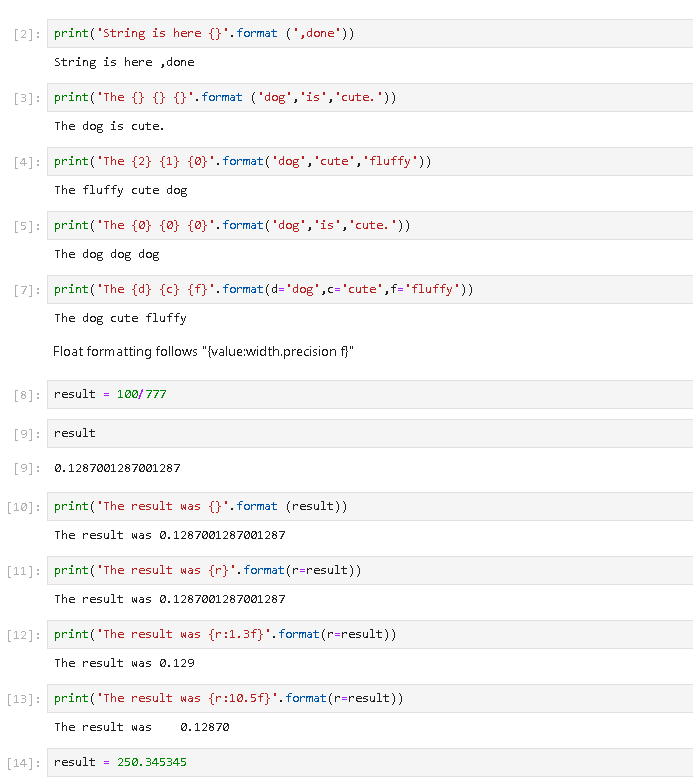 [2]: print('String is here {}'.format (',done'))
String is here ,done
[3]: print('The {} {} {}'.format ('dog','is','cute.'))
The dog is cute.
[4]: print('The {2} {1} {0}'.format('dog','cute','fluffy'))
The fluffy cute dog
[5]: print('The {0} {0} {0}'.format('dog','is','cute.'))
The dog dog dog
[7]: print('The {d} {c} {f}'.format(d='dog',c='cute',f='fluffy'))
The dog cute fluffy
Float formatting follows "{value:width.precision f}"
[8]: result = 100/777
[9]: result
[9]: 0.1287001287001287
[10]: print('The result was {}'.format (result))
The result was 0.1287001287001287
[11]: print('The result was {r}'.format(r=result))
The result was 0.1287001287001287
[12]: print('The result was {r:1.3f}'.format(r=result))
The result was 0.129
[13]: print('The result was {r:10.5f}'.format(r=result))
The result was    0.12870
[14]: result = 250.345345